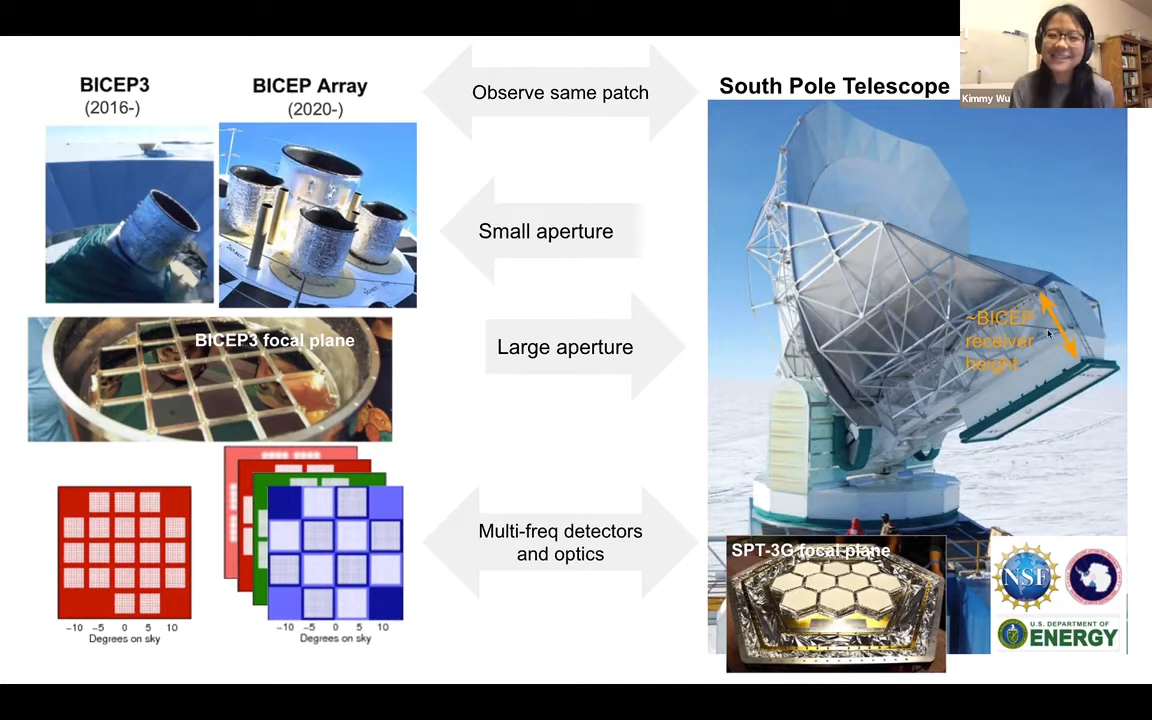 BICEP3
(2016-)
BICEP Array
(2020-)
Observe same patch
South Pole Telescope
Kimmy Wu
Small aperture
Large aperture
~BICEP
receiver
height
BICEP3 focal plane
Multi-freq detectors
and optics
SPT-3G focal plane
NSF
U.S. DEPARTMENT OF
ENERGY
−10 −5 0 5 10
Degrees on sky
−10 −5 0 5 10
Degrees on sky